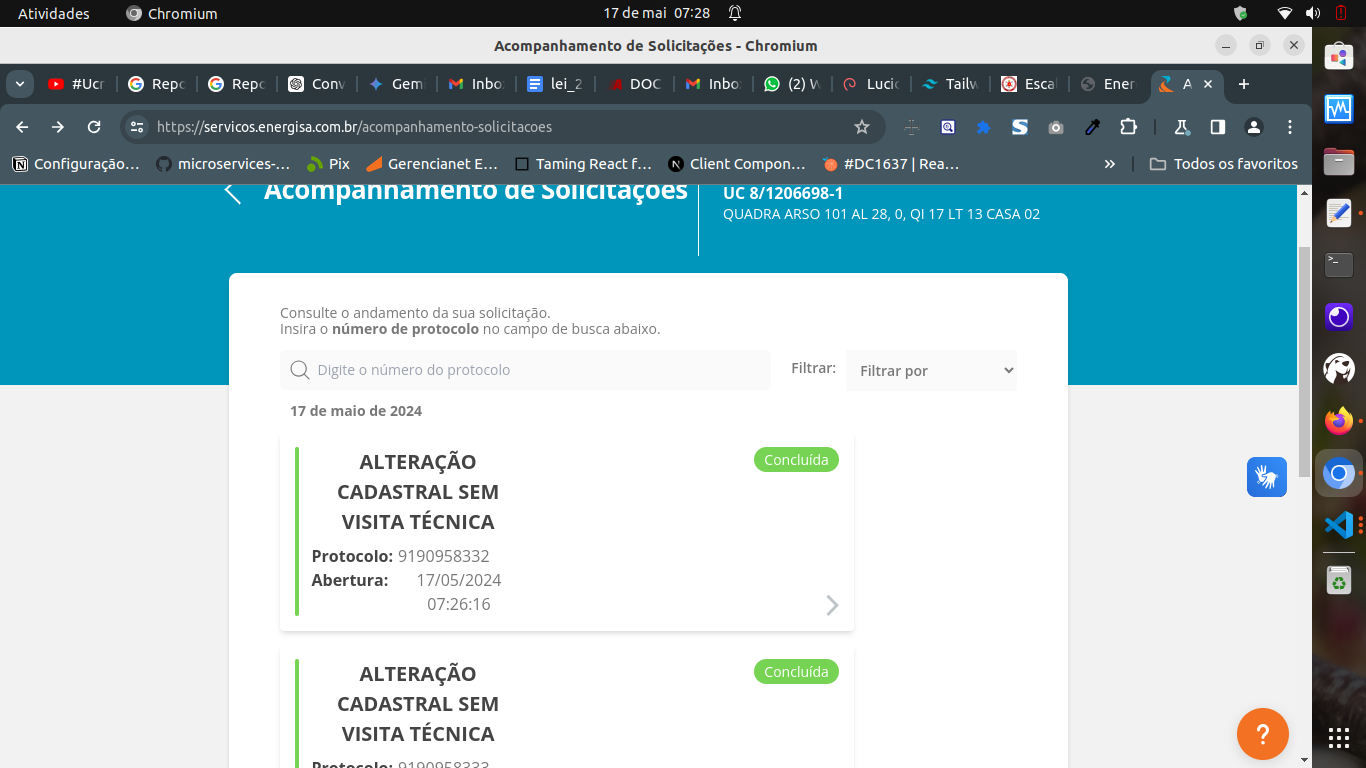 Atividades
Chromium
17 de mai 07:28
Acompanhamento de Solicitações - Chromium
#Ucr
Repo
Repo
Conv
Gemi
Inbo
lei_2
DOC
Inbo
(2) W
Lucid
Tailw
Escal
Ener
A
https://servicos.energisa.com.br/acompanhamento-solicitacoes
Configuração…
microservices-…
Pix
Gerencianet E…
Taming React f…
Client Compon…
#DC1637 | Rea…
Todos os favoritos
Acompanhamento de Solicitações
UC 8/1206698-1
QUADRA ARSO 101 AL 28, 0, QI 17 LT 13 CASA 02
Consulte o andamento da sua solicitação.
Insira o número de protocolo no campo de busca abaixo.
Digite o número do protocolo
Filtrar:
Filtrar por
17 de maio de 2024
ALTERAÇÃO
CADASTRAL SEM
VISITA TÉCNICA
Concluída
Protocolo: 9190958332
Abertura: 17/05/2024
07:26:16
ALTERAÇÃO
CADASTRAL SEM
VISITA TÉCNICA
Concluída
Protocolo: 9190958333
?